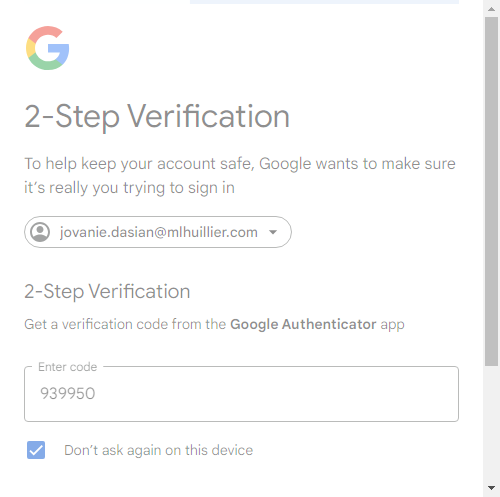 2-Step Verification
To help keep your account safe, Google wants to make sure
it's really you trying to sign in
jovanie.dasian@mlhuillier.com
2-Step Verification
Get a verification code from the Google Authenticator app
Enter code
939950
Don't ask again on this device